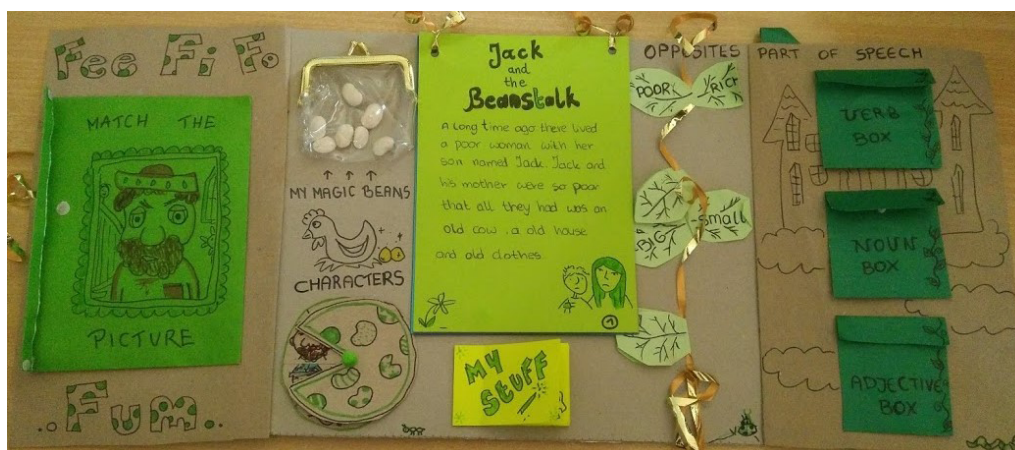 Fee Fi Fo
MATCH THE
PICTURE
..Fum..
↑ ↑ ↑
MY MAGIC BEANS
CHARACTERS
Jack
and
the
Beanstalk
A long time ago there lived
a poor woman with her
son named Jack. Jack and
his mother were so poor
that all they had was an
old cow, a old house
and old clothes.
1
MY
STUFF
OPPOSITES
POOR RICH
BIG -small
PART OF SPEECH
VERB
BOX
NOUN
BOX
ADJECTIVE
BOX